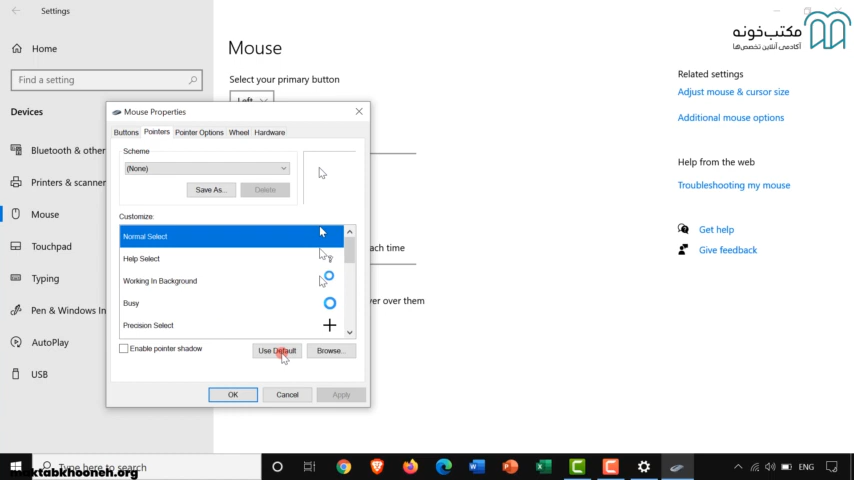 Settings
مکتب‌خونه
آکادمی آنلاین تخصص‌ها
Home
Find a setting
Devices
Bluetooth & other
Printers & scanner
Mouse
Touchpad
Typing
Pen & Windows In
AutoPlay
USB
Mouse
Select your primary button
Left
each time
over them
Related settings
Adjust mouse & cursor size
Additional mouse options
Help from the web
Troubleshooting my mouse
Get help
Give feedback
Mouse Properties
Buttons Pointers Pointer Options Wheel Hardware
Scheme
(None)
Save As... Delete
Customize:
Normal Select
Help Select
Working In Background
Busy
Precision Select
Enable pointer shadow
Use Default Browse...
OK Cancel Apply
Type here to search
maktabkhooneh.org
ENG